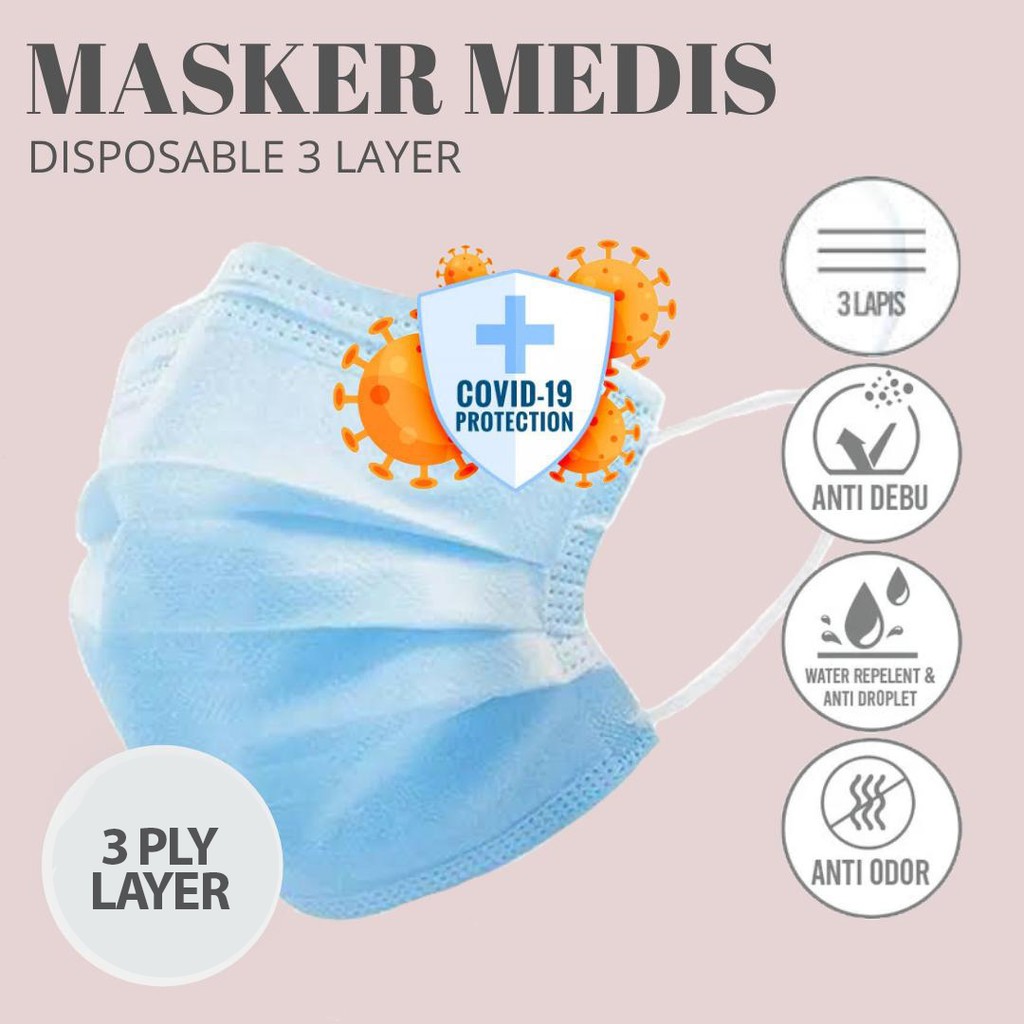 MASKER MEDIS
DISPOSABLE 3 LAYER
COVID-19
PROTECTION
3 LAPIS
ANTI DEBU
WATER REPELENT &
ANTI DROPLET
ANTI ODOR
3 PLY
LAYER